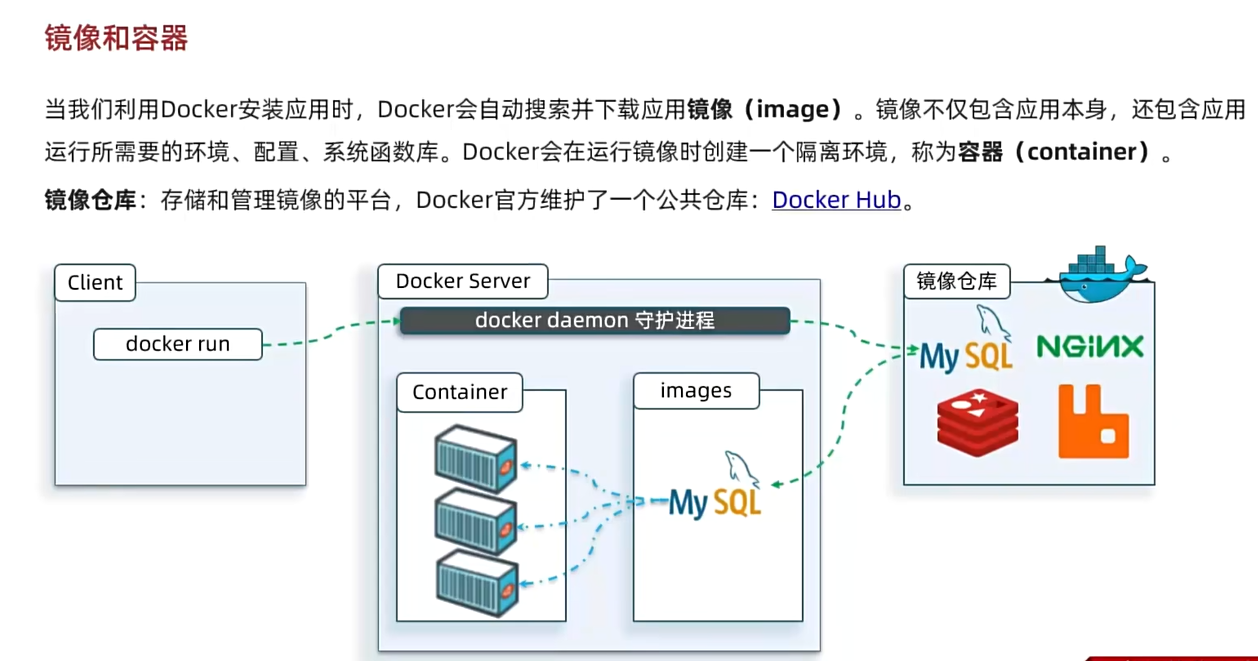 镜像和容器
当我们利用Docker安装应用时，Docker会自动搜索并下载应用镜像（image）。镜像不仅包含应用本身，还包含应用
运行所需要的环境、配置、系统函数库。Docker会在运行镜像时创建一个隔离环境，称为容器（container）。
镜像仓库：存储和管理镜像的平台，Docker官方维护了一个公共仓库：Docker Hub。
Client
docker run
Docker Server
docker daemon 守护进程
Container
images
MySQL
镜像仓库
MySQL
NGINX